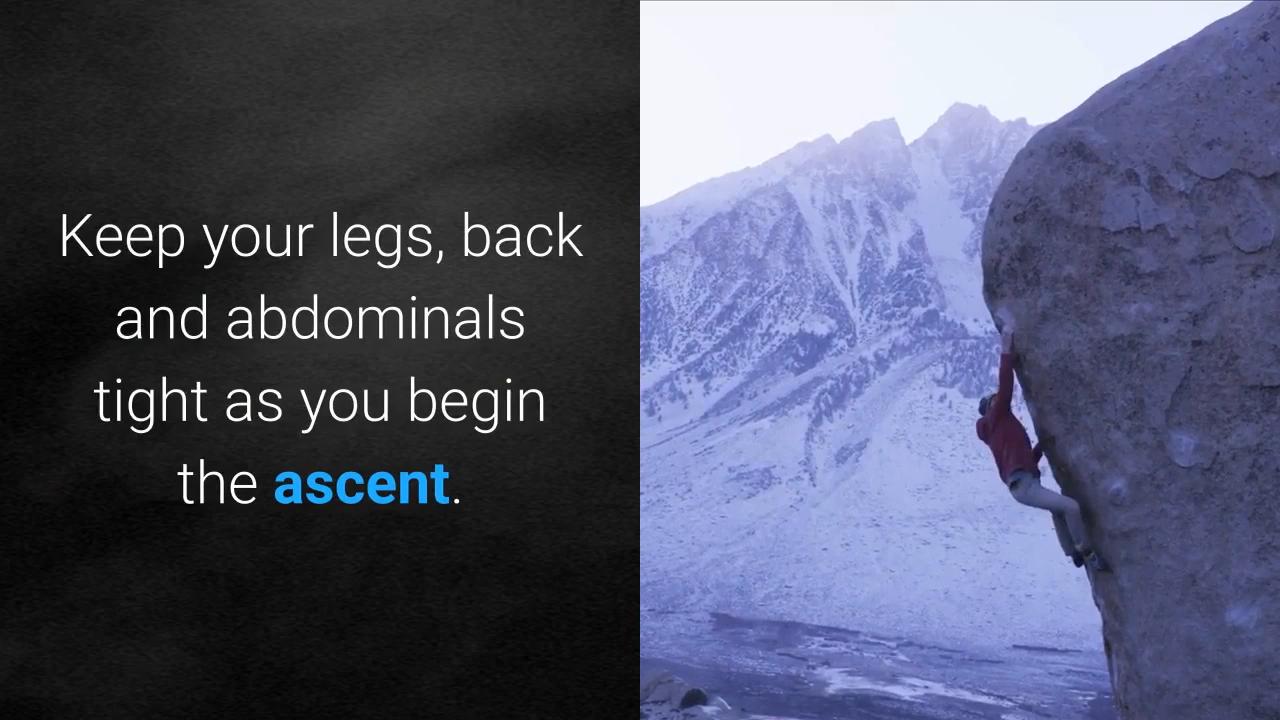 Keep your legs, back
and abdominals
tight as you begin
the ascent.